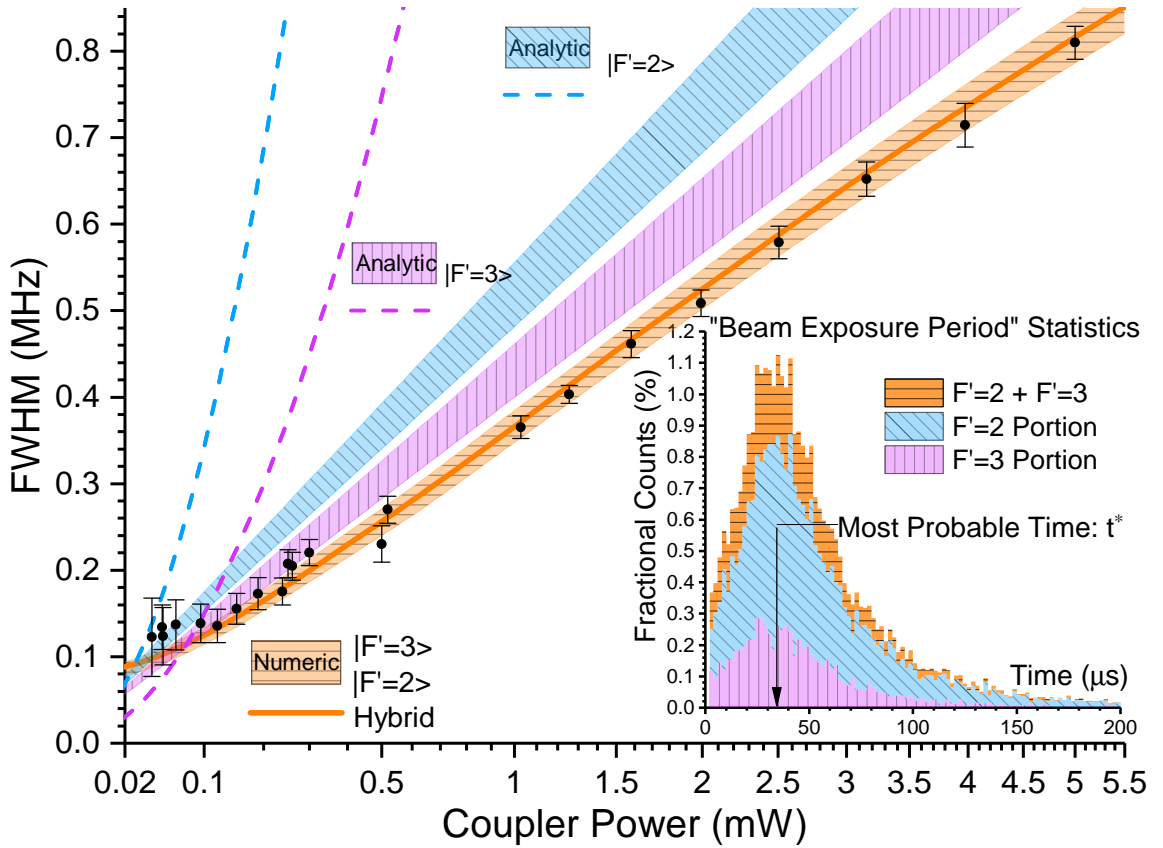 0.8
0.7
0.6
0.5
0.4
0.3
0.2
0.1
0.0
FWHM (MHz)
0.02
0.1
0.5
1
1.5
2
2.5
3
3.5
4
4.5
5
5.5
Coupler Power (mW)
Analytic |F'=2>
Analytic |F'=3>
Numeric |F'=3>
|F'=2>
Hybrid
"Beam Exposure Period" Statistics
1.2
1.1
1.0
0.9
0.8
0.7
0.6
0.5
0.4
0.3
0.2
0.1
0.0
Fractional Counts (%)
F'=2 + F'=3
F'=2 Portion
F'=3 Portion
Most Probable Time: t*
Time (μs)
0
50
100
150
200